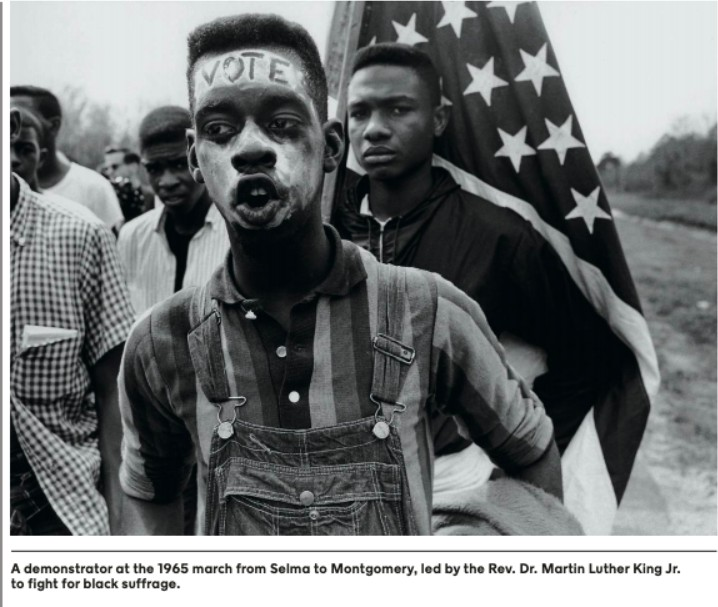 VOTE
A demonstrator at the 1965 march from Selma to Montgomery, led by the Rev. Dr. Martin Luther King Jr.
to fight for black suffrage.